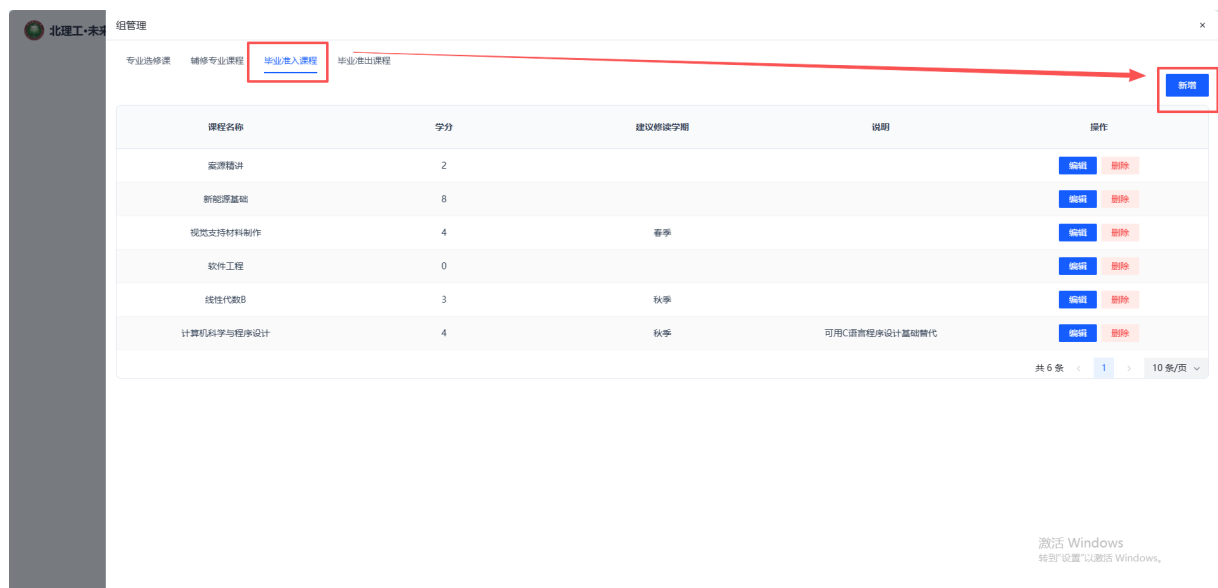 北理工·未来
组管理
×
专业选修课 辅修专业课程 毕业准入课程 毕业准出课程
新增
课程名称 学分 建议修读学期 说明 操作
案源精讲 2 编辑 删除
新能源基础 8 编辑 删除
视觉支持材料制作 4 春季 编辑 删除
软件工程 0 编辑 删除
线性代数B 3 秋季 编辑 删除
计算机科学与程序设计 4 秋季 可用C语言程序设计基础替代 编辑 删除
共 6 条 < 1 > 10 条/页
激活 Windows
转到"设置"以激活 Windows。